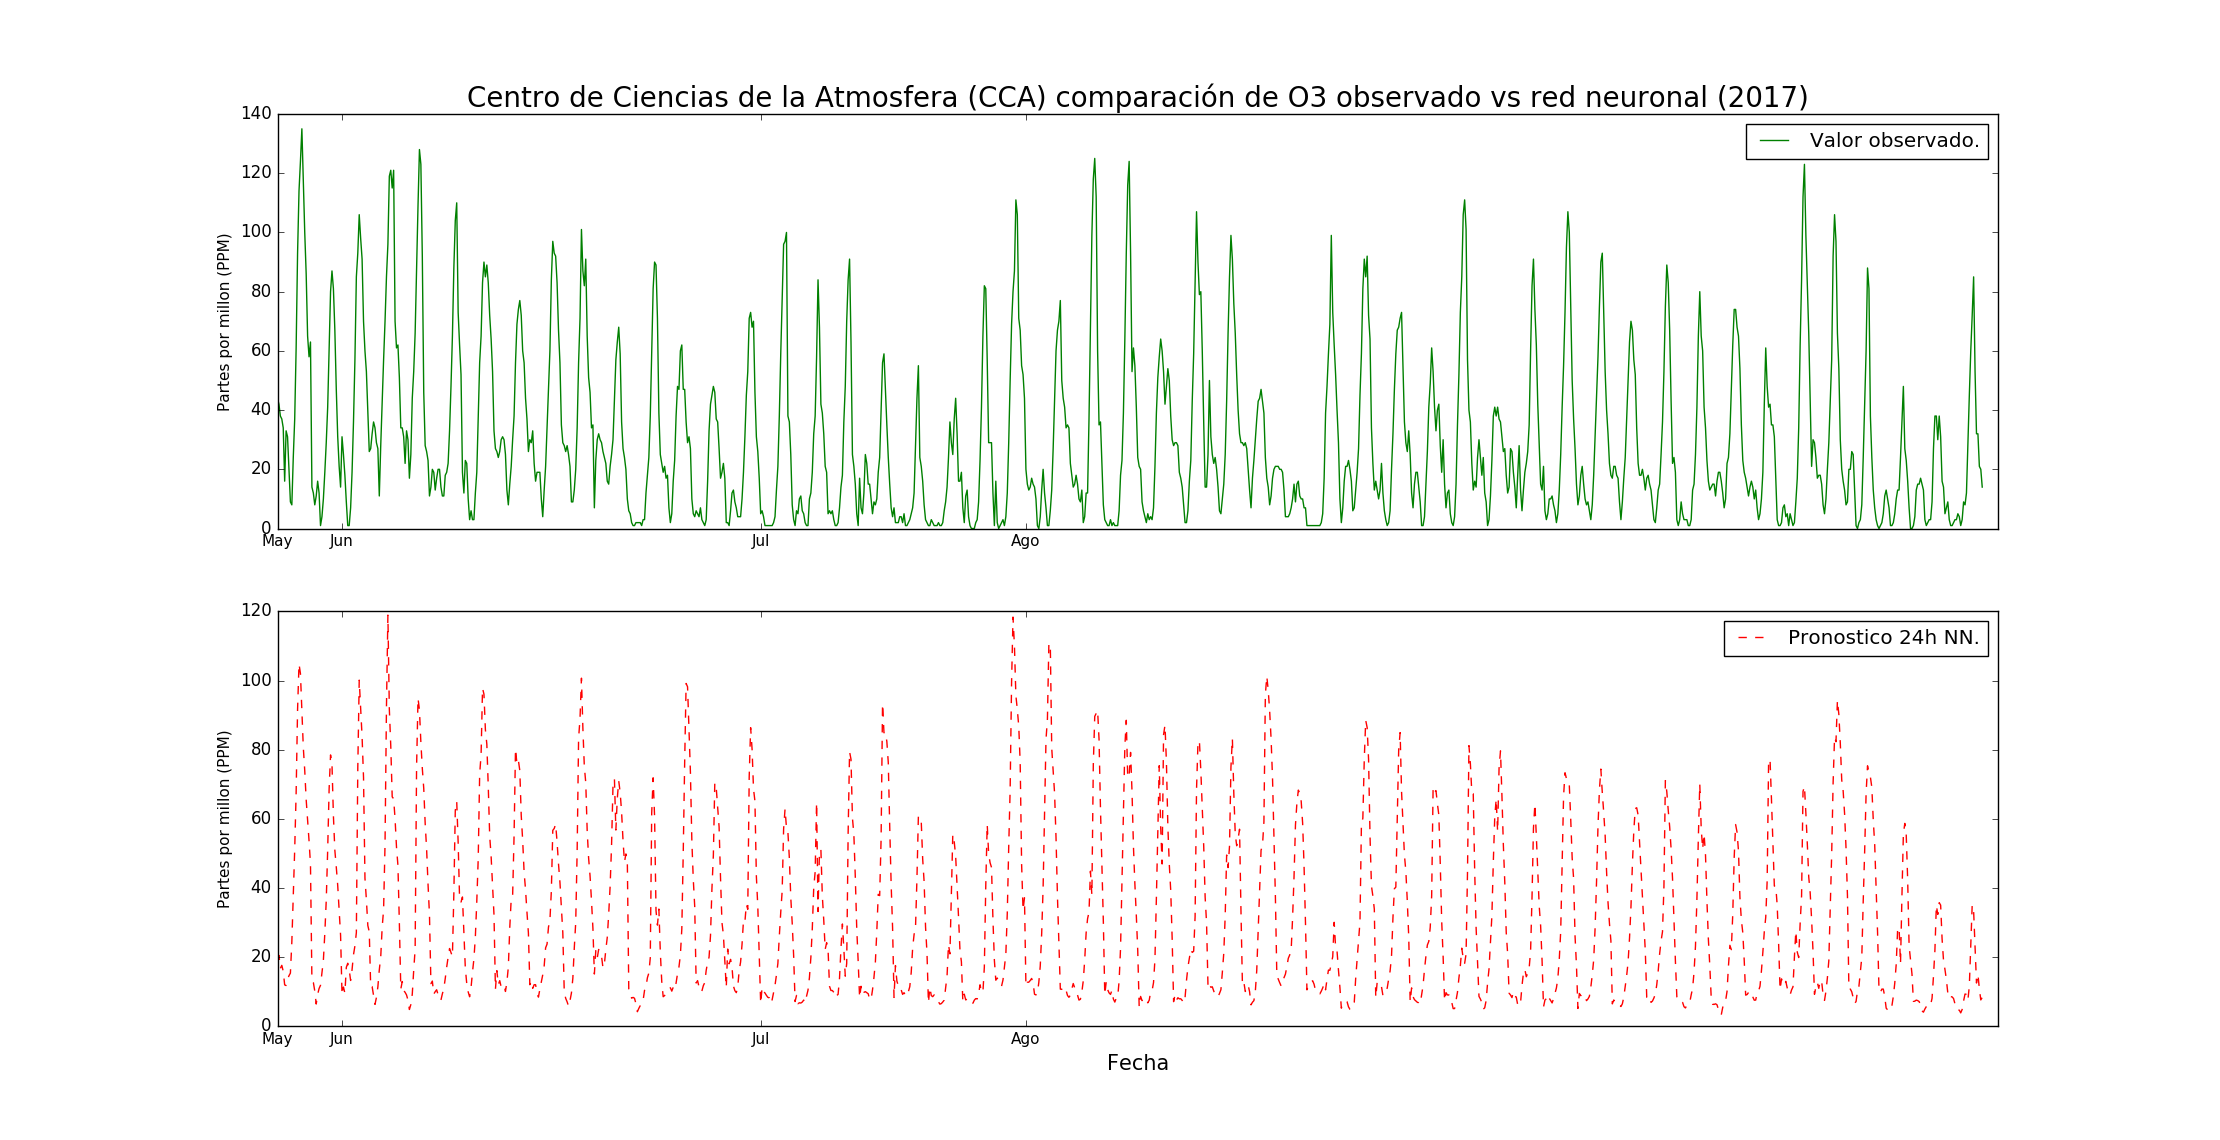 Centro de Ciencias de la Atmosfera (CCA) comparación de O3 observado vs red neuronal (2017)
140
120
100
80
60
40
20
0
Partes por millon (PPM)
Valor observado.
May Jun Jul Ago
120
100
80
60
40
20
0
Partes por millon (PPM)
Pronostico 24h NN.
May Jun Jul Ago
Fecha